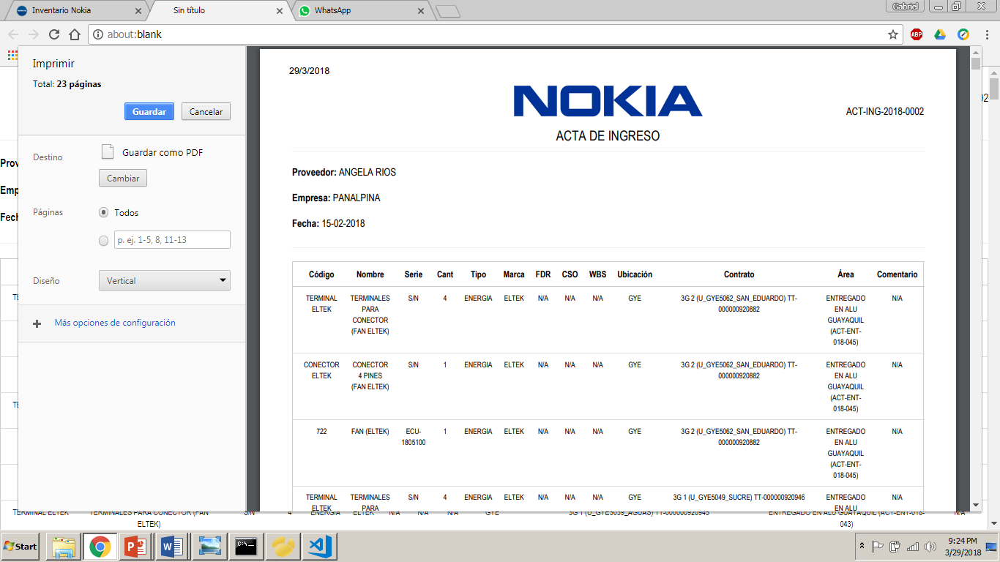 Inventario Nokia
Sin título
WhatsApp
Gabriel
about:blank
ABP
Imprimir
Total: 23 páginas
Guardar Cancelar
Destino Guardar como PDF
Cambiar
Páginas Todos
p. ej. 1-5, 8, 11-13
Diseño Vertical
Más opciones de configuración
29/3/2018
NOKIA
ACT-ING-2018-0002
ACTA DE INGRESO
Proveedor: ANGELA RIOS
Empresa: PANALPINA
Fecha: 15-02-2018
Código Nombre Serie Cant Tipo Marca FDR CSO WBS Ubicación Contrato Área Comentario
TERMINAL TERMINALES S/N 4 ENERGIA ELTEK N/A N/A N/A GYE 3G 2 (U_GYE5062_SAN_EDUARDO) TT- ENTREGADO N/A
ELTEK PARA 000000920882 EN ALU
CONECTOR GUAYAQUIL
(FAN ELTEK) (ACT-ENT-
018-045)
CONECTOR CONECTOR S/N 1 ENERGIA ELTEK N/A N/A N/A GYE 3G 2 (U_GYE5062_SAN_EDUARDO) TT- ENTREGADO N/A
ELTEK 4 PINES 000000920882 EN ALU
(FAN ELTEK) GUAYAQUIL
(ACT-ENT-
018-045)
722 FAN (ELTEK) ECU- 1 ENERGIA ELTEK N/A N/A N/A GYE 3G 2 (U_GYE5062_SAN_EDUARDO) TT- ENTREGADO N/A
1805100 000000920882 EN ALU
GUAYAQUIL
(ACT-ENT-
018-045)
TERMINAL TERMINALES S/N 4 ENERGIA ELTEK N/A N/A N/A GYE 3G 1 (U_GYE5049_SUCRE) TT-000000920946 ENTREGADO N/A
ELTEK PARA EN ALU
TERMINAL ELTEK TERMINALES PARA CONECTOR (FAN S/N 4 ENERGIA ELTEK N/A N/A N/A GYE 3G 1 (U_GYE5039_AGUAS) TT-000000920945 ENTREGADO EN ALU GUAYAQUIL (ACT-ENT-018- N/A
ELTEK) 043)
Start
9:24 PM
3/29/2018